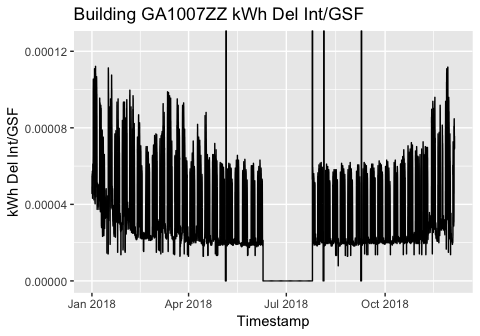 Building GA1007ZZ kWh Del Int/GSF
kWh Del Int/GSF
0.00012
0.00008
0.00004
0.00000
Jan 2018
Apr 2018
Jul 2018
Oct 2018
Timestamp